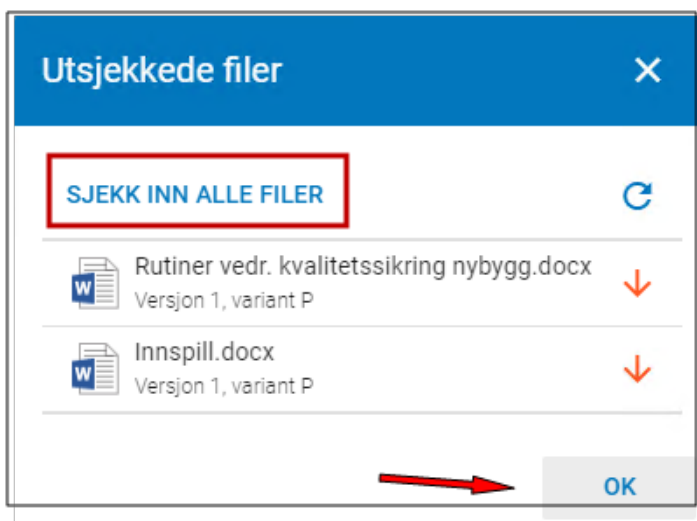 Utsjekkede filer
SJEKK INN ALLE FILER
Rutiner vedr. kvalitetssikring nybygg.docx
Versjon 1, variant P
Innspill.docx
Versjon 1, variant P
OK